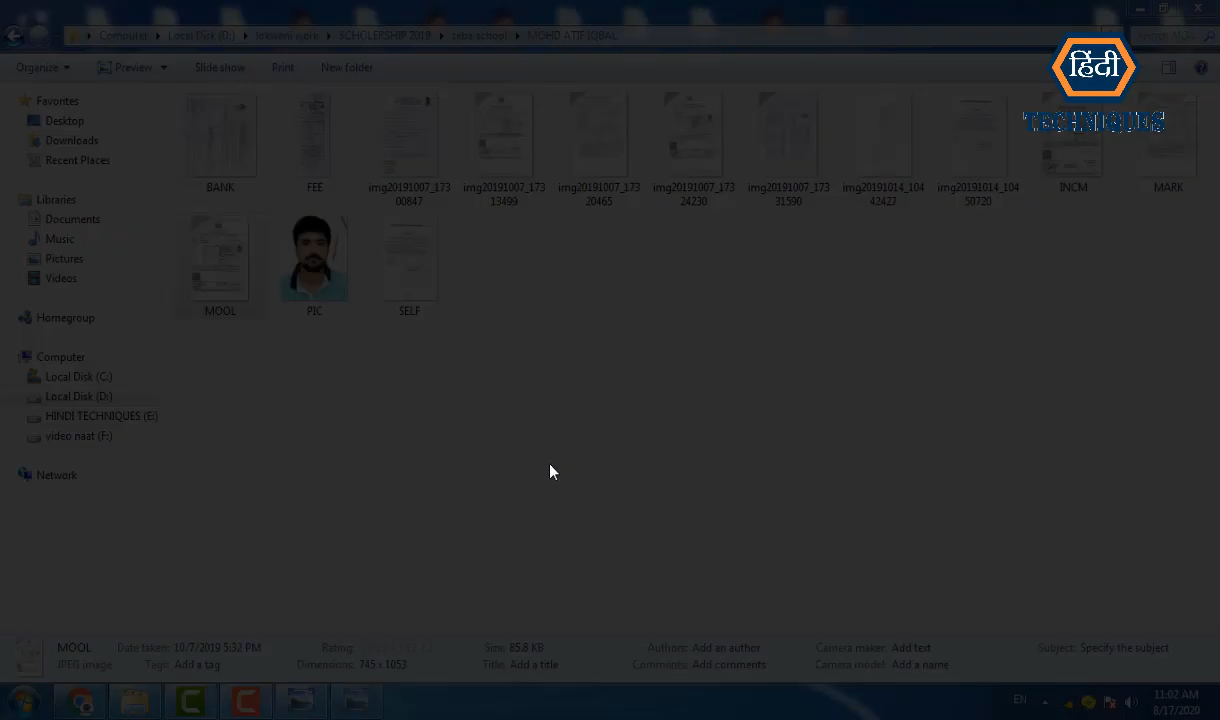 Computer ▸ Local Disk (D:) ▸ lokwani work ▸ SCHOLERSHIP 2019 ▸ seba school ▸ MOHD ATIF IQBAL
Organize
Preview
Slide show
Print
New folder
हिंदी
TECHNIQUES
Favorites
Desktop
Downloads
Recent Places
Libraries
Documents
Music
Pictures
Videos
Homegroup
Computer
Local Disk (C:)
Local Disk (D:)
HINDI TECHNIQUES (E:)
video naat (F:)
Network
BANK
FEE
img20191007_173
00847
img20191007_173
13499
img20191007_173
20465
img20191007_173
24230
img20191007_173
31590
img20191014_104
42427
img20191014_104
50720
INCM
MARK
MOOL
PIC
SELF
MOOL
JPEG image
Date taken: 10/7/2019 5:32 PM
Tags: Add a tag
Rating:
Dimensions: 745 x 1053
Size: 85.8 KB
Title: Add a title
Authors: Add an author
Comments: Add comments
Camera maker: Add text
Camera model: Add a name
Subject: Specify the subject
EN
11:02 AM
8/17/2020